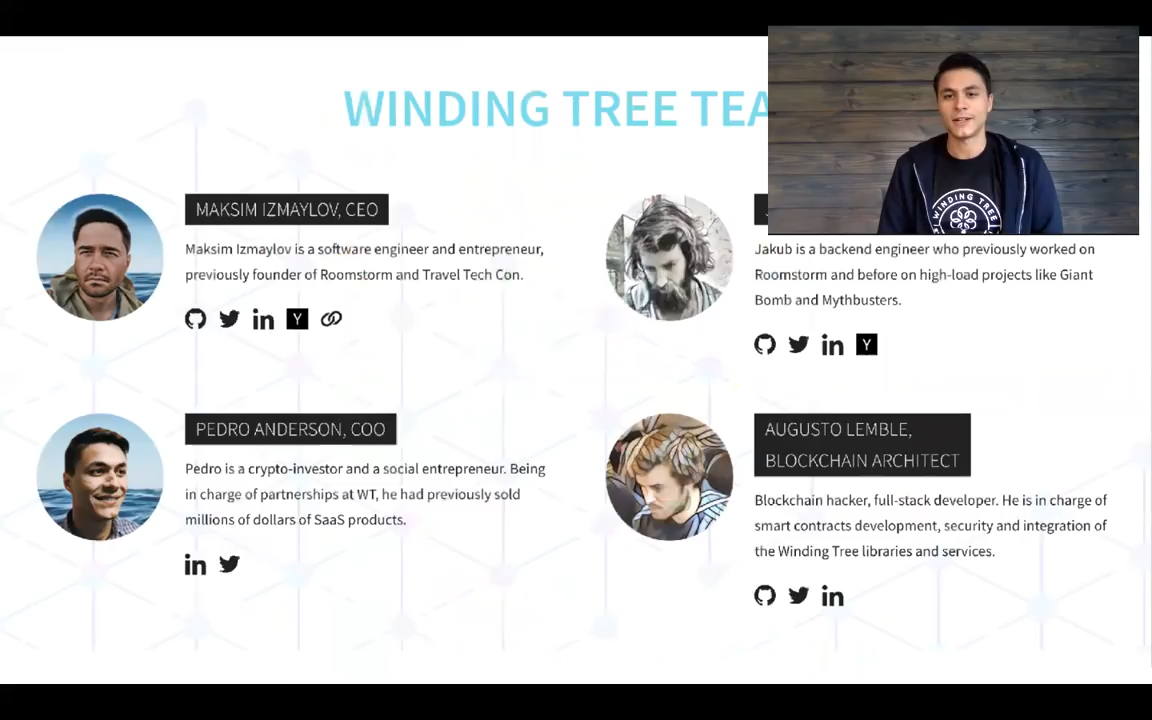 WINDING TREE
MAKSIM IZMAYLOV, CEO
Maksim Izmaylov is a software engineer and entrepreneur,
previously founder of Roomstorm and Travel Tech Con.
Jakub is a backend engineer who previously worked on
Roomstorm and before on high-load projects like Giant
Bomb and Mythbusters.
PEDRO ANDERSON, COO
Pedro is a crypto-investor and a social entrepreneur. Being
in charge of partnerships at WT, he had previously sold
millions of dollars of SaaS products.
AUGUSTO LEMBLE,
BLOCKCHAIN ARCHITECT
Blockchain hacker, full-stack developer. He is in charge of
smart contracts development, security and integration of
the Winding Tree libraries and services.
WINDING TREE